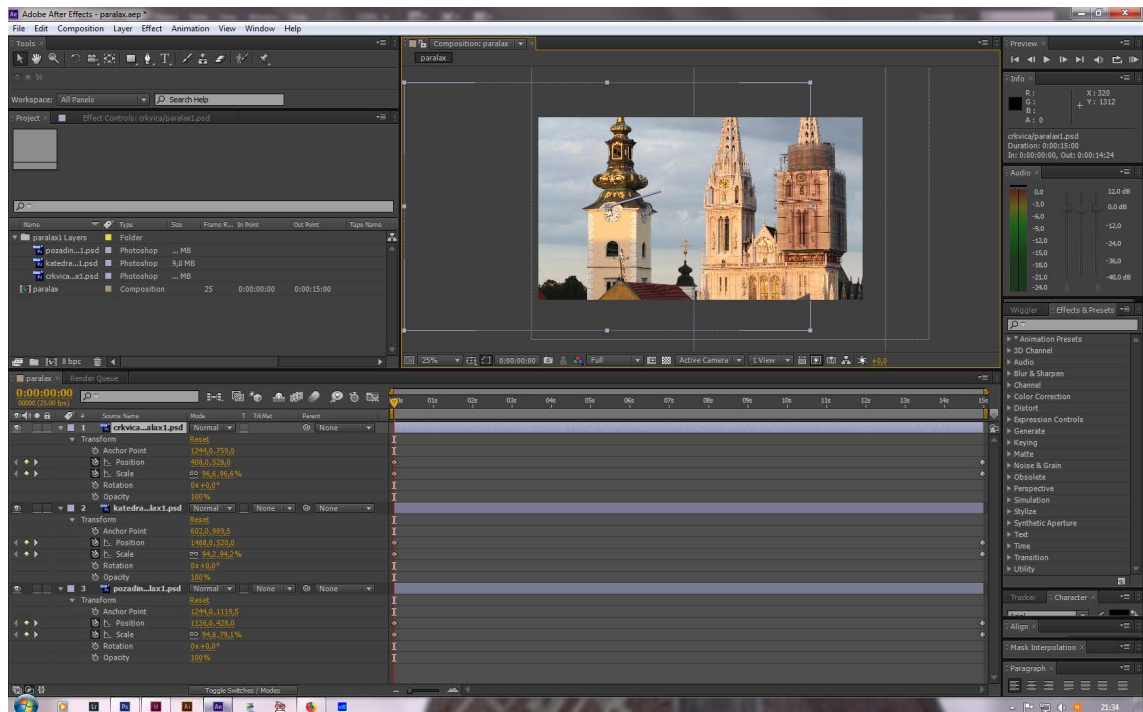 Adobe After Effects - paralax.aep *
File Edit Composition Layer Effect Animation View Window Help
Tools
Workspace: All Panels Search Help
Project Effect Controls: crkvica/paralax1.psd
Name Type Size Frame R... In Point Out Point Tape Name
paralax1 Layers Folder
pozadin...1.psd Photoshop ... MB
katedra...1.psd Photoshop 9,0 MB
crkvica...x1.psd Photoshop ... MB
paralax Composition 25 0:00:00:00 0:00:15:00
8 bpc
Composition: paralax
paralax
25% 0:00:00:00 Full Active Camera 1 View +0,0
Preview
Info
R: X: 320
G: Y: 1312
B:
A: 0
crkvica/paralax1.psd
Duration: 0:00:15:00
In: 0:00:00:00, Out: 0:00:14:24
Audio
0,0 12,0 dB
-3,0 0,0 dB
-6,0
-9,0 -12,0
-12,0 -24,0
-15,0
-18,0 -36,0
-21,0 -48,0 dB
-24,0
Wiggler Effects & Presets
* Animation Presets
3D Channel
Audio
Blur & Sharpen
Channel
Color Correction
Distort
Expression Controls
Generate
Keying
Matte
Noise & Grain
Obsolete
Perspective
Simulation
Stylize
Synthetic Aperture
Text
Time
Transition
Utility
Tracker Character
Align
Mask Interpolation
Paragraph
paralax Render Queue
0:00:00:00
00000 (25.00 fps)
# Source Name Mode T TrkMat Parent
01s 02s 03s 04s 05s 06s 07s 08s 09s 10s 11s 12s 13s 14s 15s
1 crkvica...alax1.psd Normal None
Transform Reset
Anchor Point 1244,0,759,0
Position 408,0,528,0
Scale 96,6,96,6%
Rotation 0x+0,0°
Opacity 100%
2 katedra...lax1.psd Normal None None
Transform Reset
Anchor Point 602,0,989,5
Position 1488,0,520,0
Scale 94,2,94,2%
Rotation 0x+0,0°
Opacity 100%
3 pozadin...lax1.psd Normal None None
Transform Reset
Anchor Point 1244,0,1119,5
Position 1136,0,428,0
Scale 94,6,79,1%
Rotation 0x+0,0°
Opacity 100%
Toggle Switches / Modes
Lr Ps Id Ai Ae
21:34